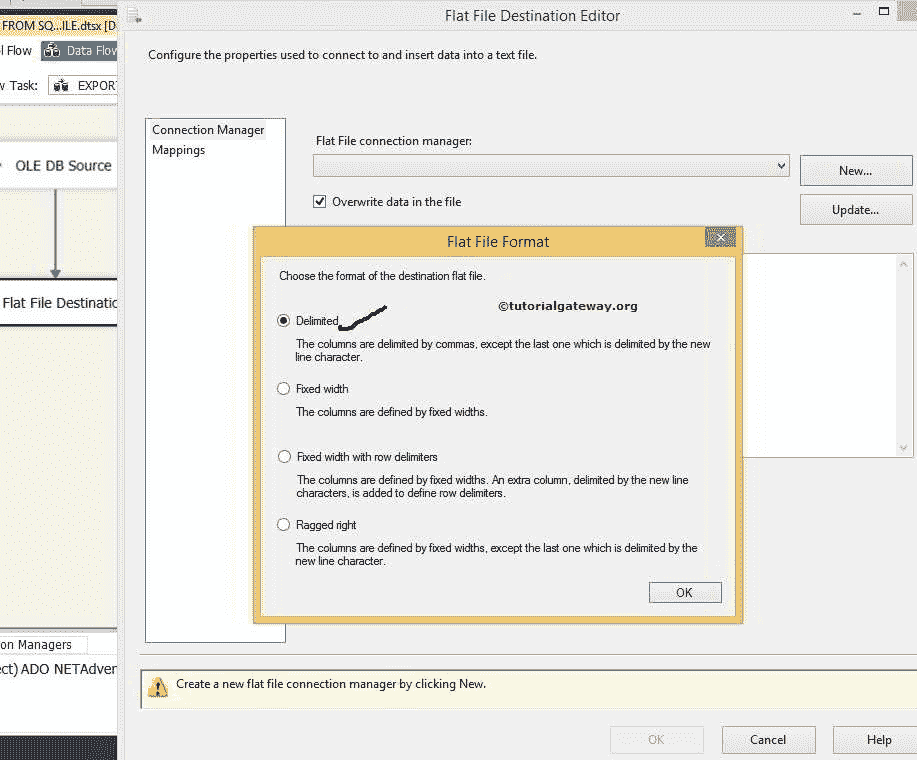 Flat File Destination Editor
FROM SQ...ILE.dtsx [D
l Flow
Data Flow
Configure the properties used to connect to and insert data into a text file.
w Task:
EXPOR
Connection Manager
Mappings
Flat File connection manager:
New...
OLE DB Source
Overwrite data in the file
Update...
Flat File Format
Choose the format of the destination flat file.
Flat File Destinatio
©tutorialgateway.org
Delimited
The columns are delimited by commas, except the last one which is delimited by the new
line character.
Fixed width
The columns are defined by fixed widths.
Fixed width with row delimiters
The columns are defined by fixed widths. An extra column, delimited by the new line
characters, is added to define row delimiters.
Ragged right
The columns are defined by fixed widths, except the last one which is delimited by the
new line character.
OK
on Managers
ect) ADO NETAdven
Create a new flat file connection manager by clicking New.
OK
Cancel
Help